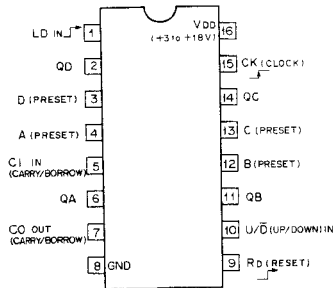 LD IN
1
QD
2
D (PRESET)
3
A (PRESET)
4
CI IN
(CARRY/BORROW)
5
QA
6
CO OUT
(CARRY/BORROW)
7
8
GND
VDD
(+3 to +18V)
16
15
CK (CLOCK)
14
QC
13
C (PRESET)
12
B (PRESET)
11
QB
10
U/D̅ (UP/DOWN) IN
9
RD (RESET)